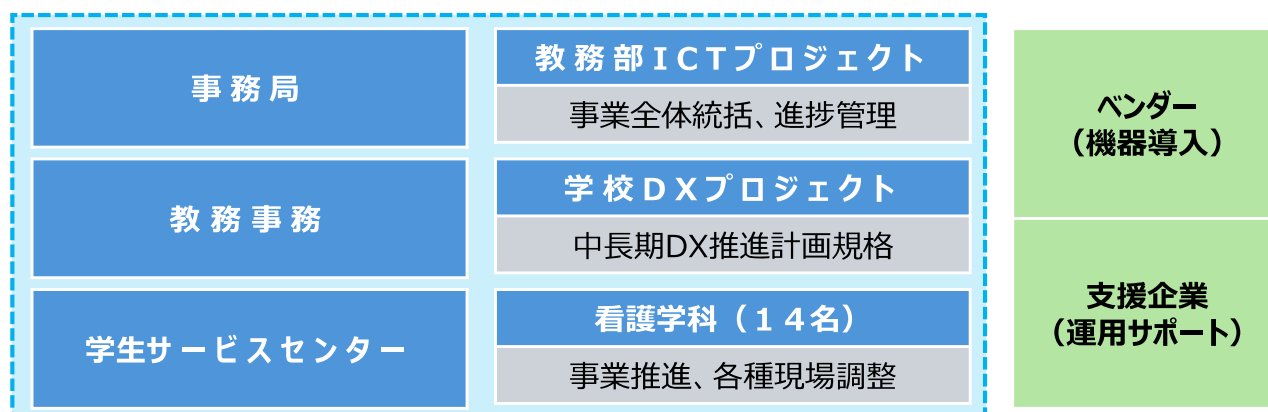 事務局
教務部ICTプロジェクト
事業全体統括、進捗管理
教務事務
学校DXプロジェクト
中長期DX推進計画規格
学生サービスセンター
看護学科（１４名）
事業推進、各種現場調整
ベンダー
（機器導入）
支援企業
（運用サポート）